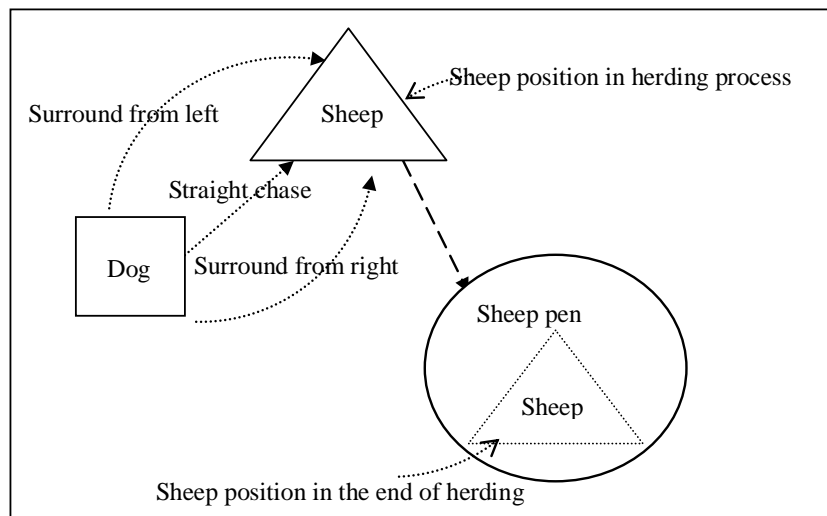 Sheep position in herding process
Surround from left
Sheep
Straight chase
Dog
Surround from right
Sheep pen
Sheep
Sheep position in the end of herding